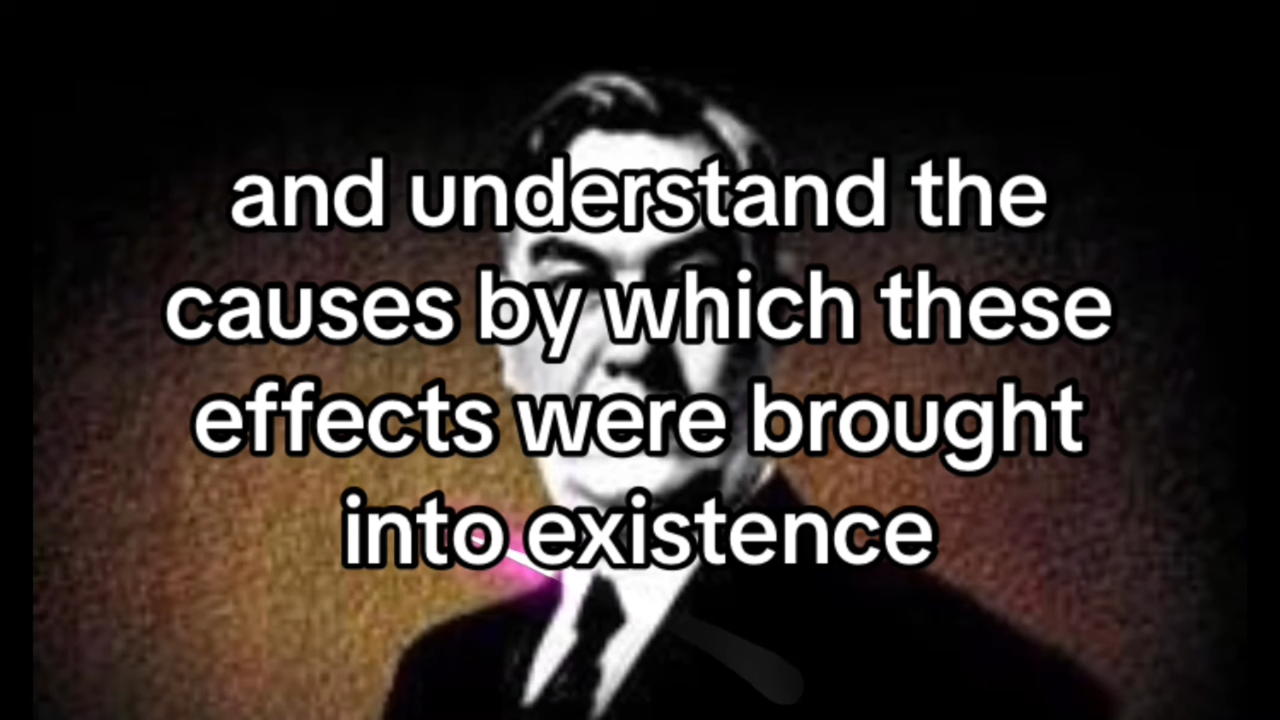 and understand the
causes by which these
effects were brought
into existence